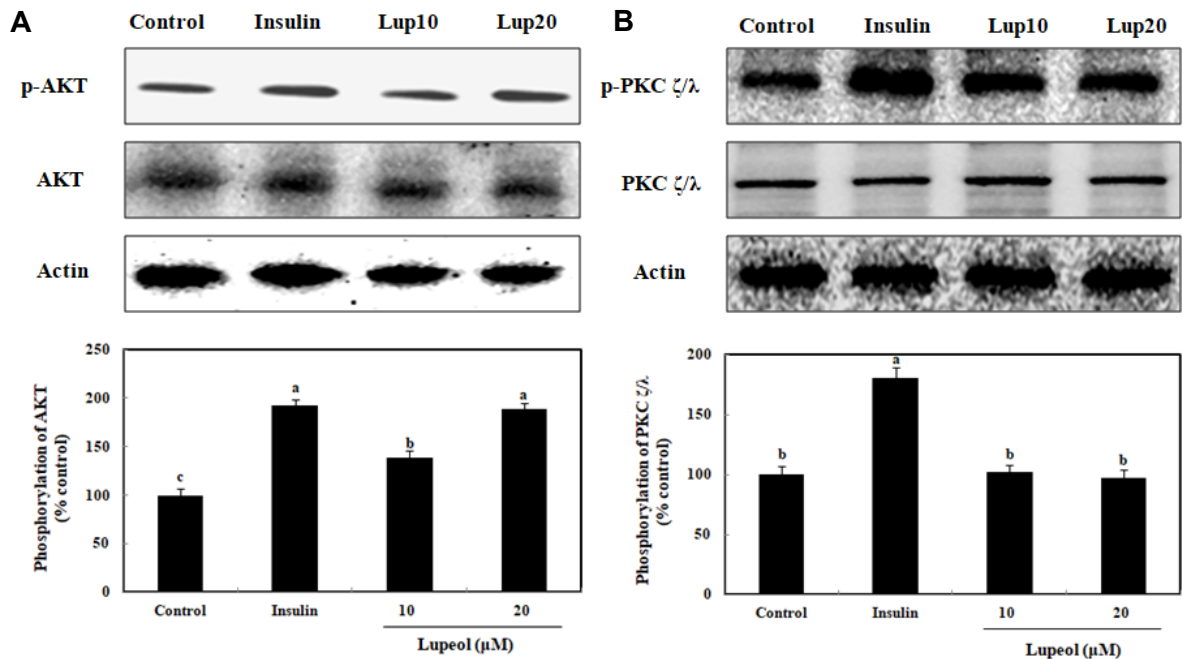 A
Control Insulin Lup10 Lup20
p-AKT
AKT
Actin
Phosphorylation of AKT
(% control)
250
200
150
100
50
0
c
a
b
a
Control Insulin 10 20
Lupeol (µM)
B
Control Insulin Lup10 Lup20
p-PKC ζ/λ
PKC ζ/λ
Actin
Phosphorylation of PKC ζ/λ
(% control)
200
150
100
50
0
b
a
b
b
Control Insulin 10 20
Lupeol (µM)